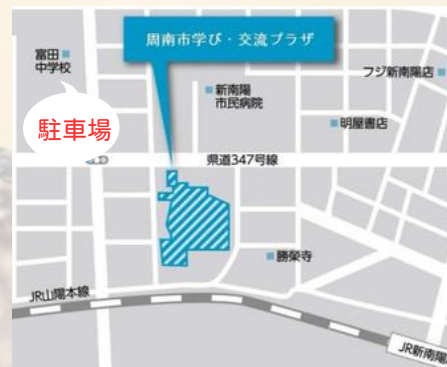 周南市学び・交流プラザ
富田
中学校
フジ新南陽店
新南陽
市民病院
明屋書店
駐車場
県道347号線
勝榮寺
JR山陽本線
JR新南陽